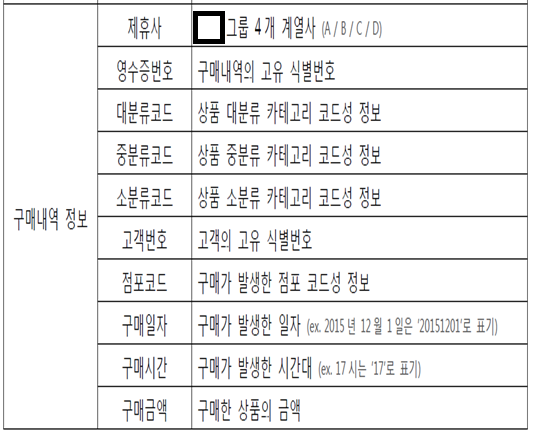 구매내역 정보
제휴사 그룹 4개 계열사 (A / B / C / D)
영수증번호 구매내역의 고유 식별번호
대분류코드 상품 대분류 카테고리 코드성 정보
중분류코드 상품 중분류 카테고리 코드성 정보
소분류코드 상품 소분류 카테고리 코드성 정보
고객번호 고객의 고유 식별번호
점포코드 구매가 발생한 점포 코드성 정보
구매일자 구매가 발생한 일자 (ex. 2015년 12월 1일은 '20151201'로 표기)
구매시간 구매가 발생한 시간대 (ex. 17시는 '17'로 표기)
구매금액 구매한 상품의 금액